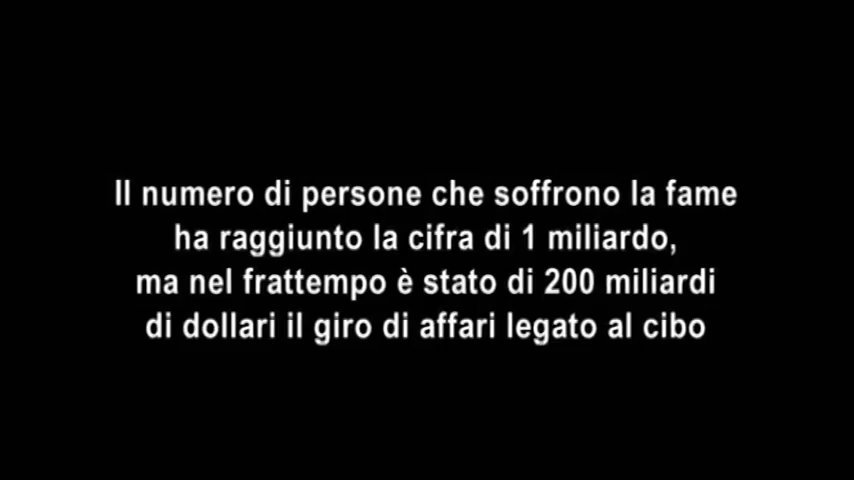 Il numero di persone che soffrono la fame
ha raggiunto la cifra di 1 miliardo,
ma nel frattempo è stato di 200 miliardi
di dollari il giro di affari legato al cibo